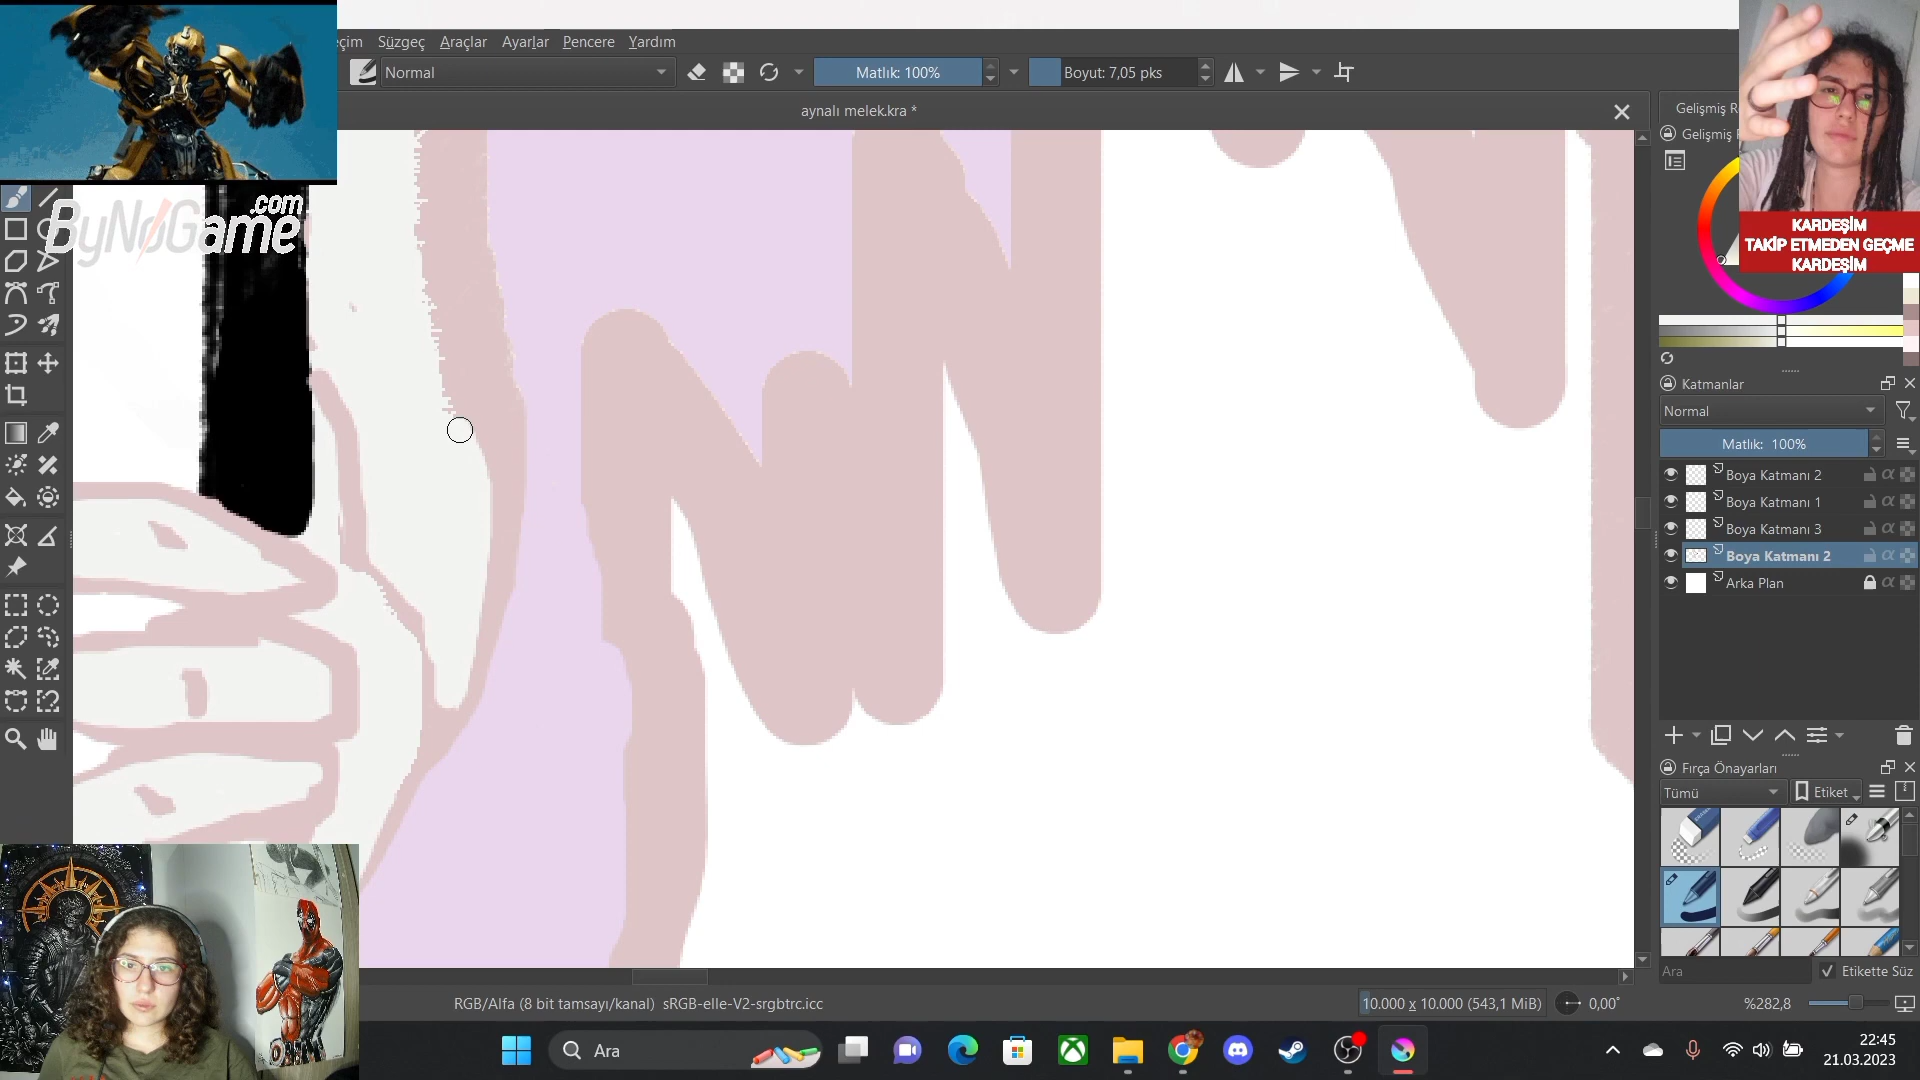 çim Süzgeç Araçlar Ayarlar Pencere Yardım
Normal
Matlık: 100%
Boyut: 7,05 pks
aynalı melek.kra *
ByNoGame.com
Gelişmiş R
Gelişmiş
KARDEŞİM
TAKİP ETMEDEN GEÇME
KARDEŞİM
Katmanlar
Normal
Matlık: 100%
Boya Katmanı 2
Boya Katmanı 1
Boya Katmanı 3
Boya Katmanı 2
Arka Plan
Fırça Önayarları
Tümü
Etiket
Ara
Etikette Süz
RGB/Alfa (8 bit tamsayı/kanal) sRGB-elle-V2-srgbtrc.icc
10.000 x 10.000 (543,1 MiB)
0,00°
%282,8
Ara
22:45
21.03.2023